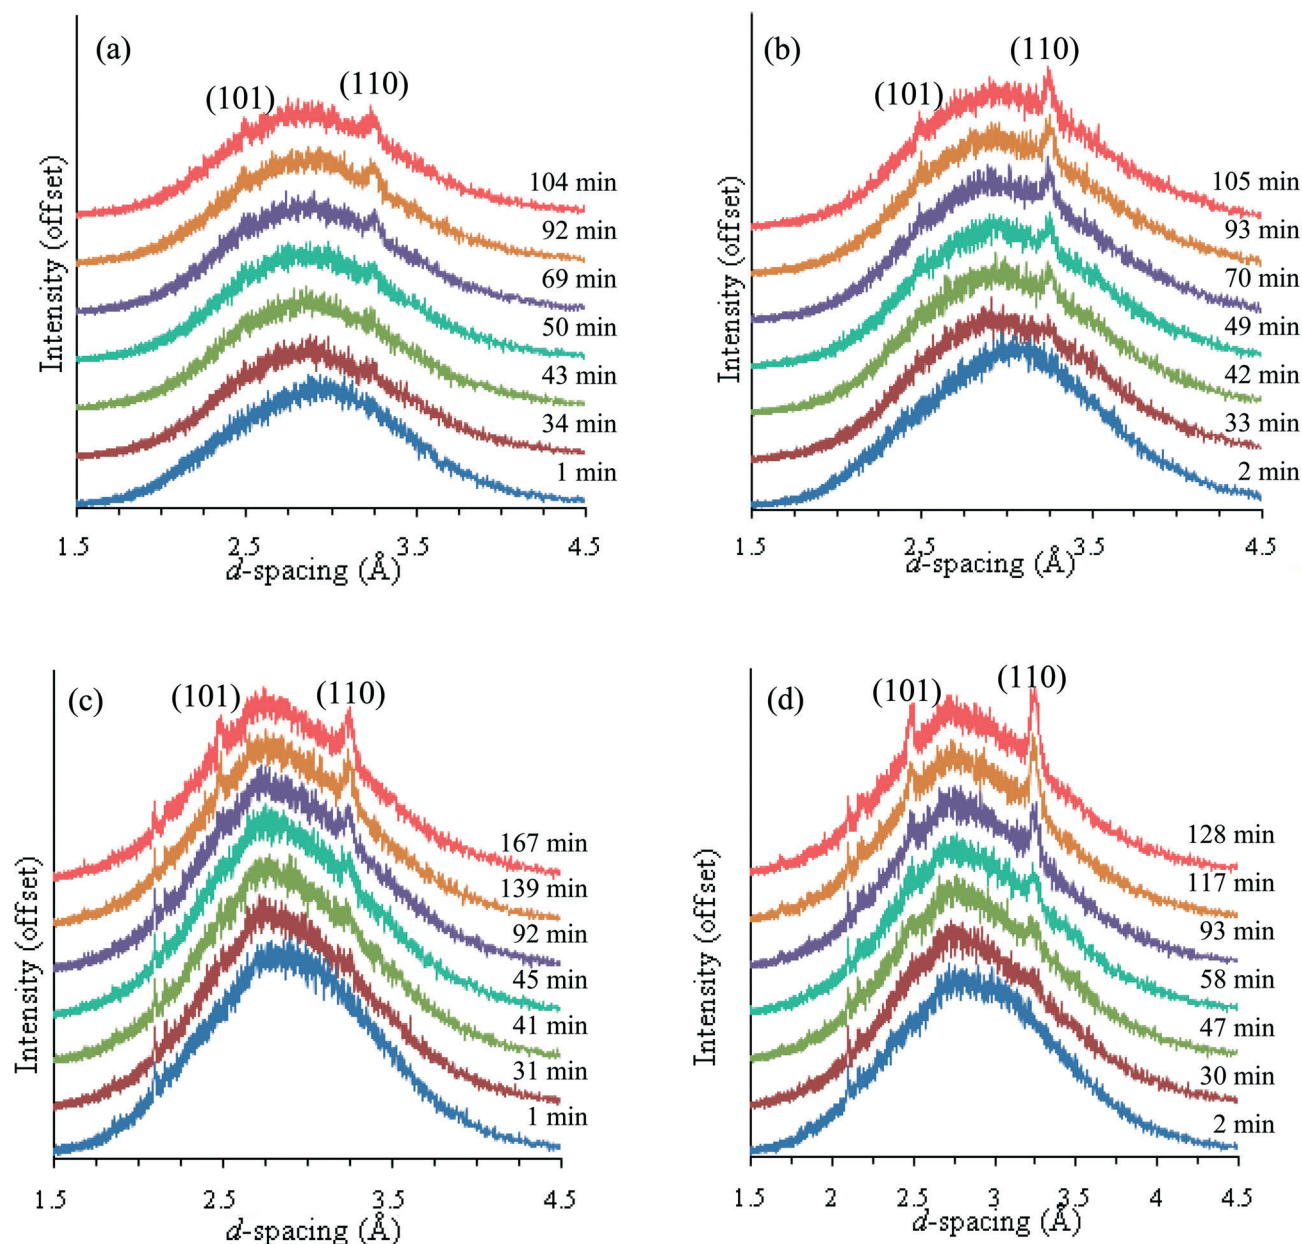 (a)
(101)
(110)
104 min
92 min
69 min
50 min
43 min
34 min
1 min
Intensity (offset)
1.5
2.5
3.5
4.5
d-spacing (Å)
(b)
(101)
(110)
105 min
93 min
70 min
49 min
42 min
33 min
2 min
Intensity (offset)
1.5
2.5
3.5
4.5
d-spacing (Å)
(c)
(101)
(110)
167 min
139 min
92 min
45 min
41 min
31 min
1 min
Intensity (offset)
1.5
2.5
3.5
4.5
d-spacing (Å)
(d)
(101)
(110)
128 min
117 min
93 min
58 min
47 min
30 min
2 min
Intensity (offset)
1.5
2
2.5
3
3.5
4
4.5
d-spacing (Å)